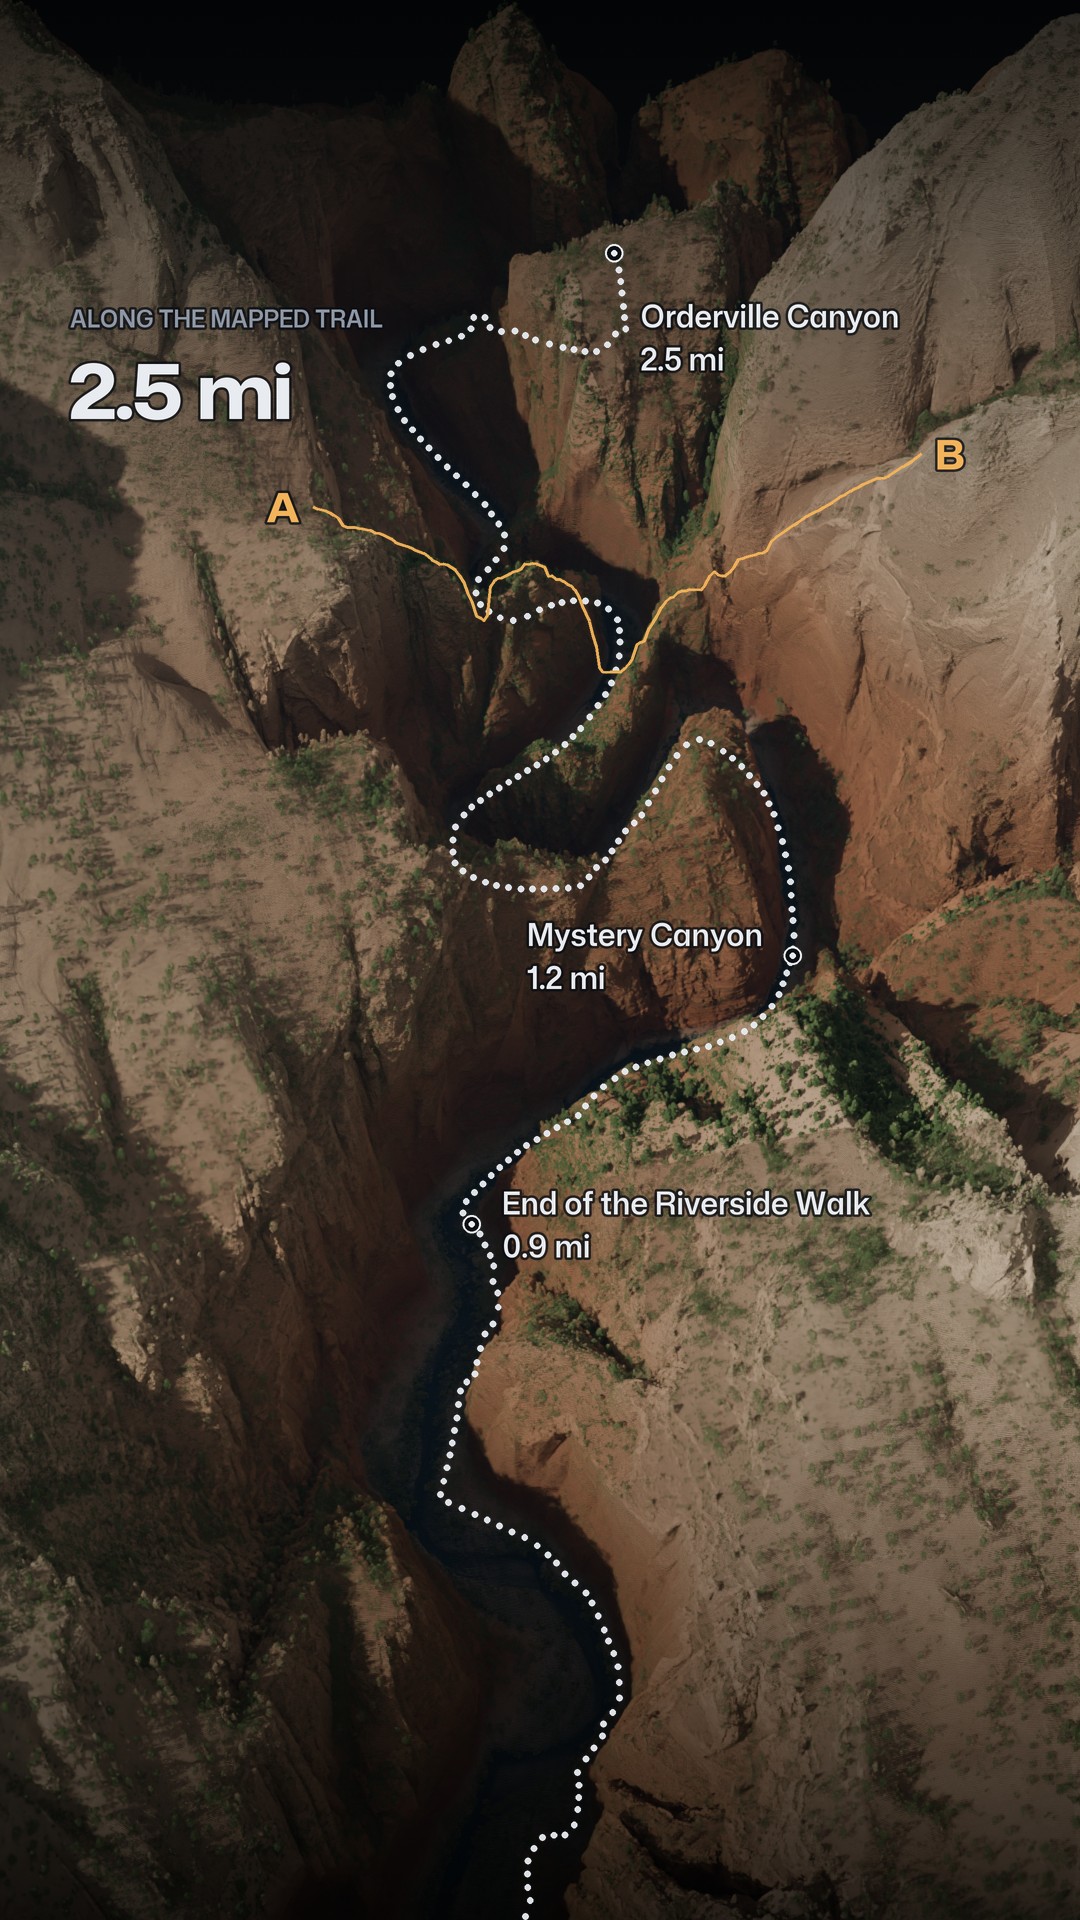 ALONG THE MAPPED TRAIL
2.5 mi
Orderville Canyon
2.5 mi
A
B
Mystery Canyon
1.2 mi
End of the Riverside Walk
0.9 mi